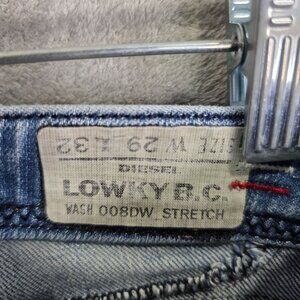 SIZE W 29 L 32
DIESEL
LOWKY B.C.
WASH 008DW STRETCH